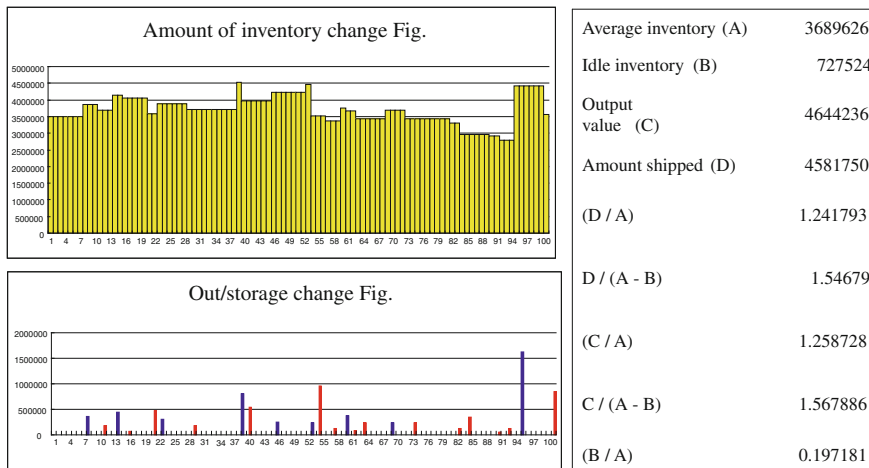 Amount of inventory change Fig.
5000000
4500000
4000000
3500000
3000000
2500000
2000000
1500000
1000000
500000
0
1 4 7 10 13 16 19 22 25 28 31 34 37 40 43 46 49 52 55 58 61 64 67 70 73 76 79 82 85 88 91 94 97 100
Out/storage change Fig.
2000000
1500000
1000000
500000
0
1 4 7 10 13 16 19 22 25 28 31 34 37 40 43 46 49 52 55 58 61 64 67 70 73 76 79 82 85 88 91 94 97 100
Average inventory (A) 3689626
Idle inventory (B) 727524
Output
value (C) 4644236
Amount shipped (D) 4581750
(D / A) 1.241793
D / (A - B) 1.54679
(C / A) 1.258728
C / (A - B) 1.567886
(B / A) 0.197181